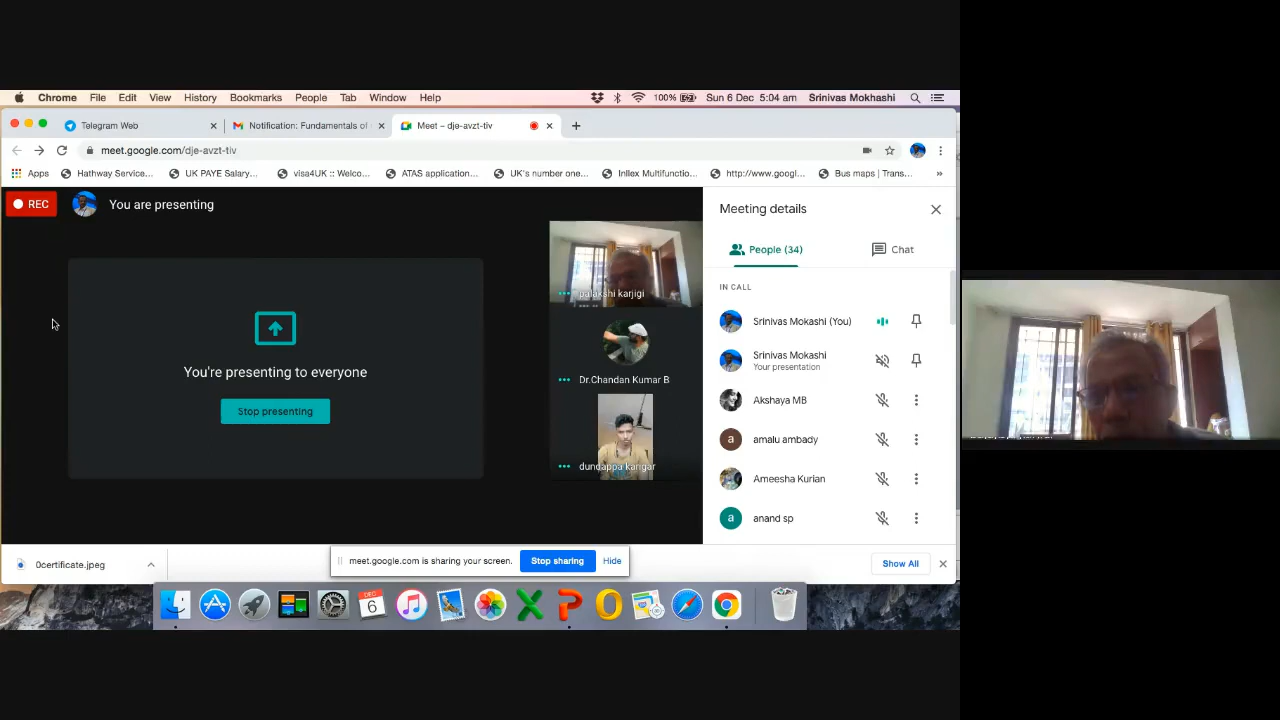 Chrome File Edit View History Bookmarks People Tab Window Help 100% Sun 6 Dec 5:04 am Srinivas Mokhashi
Telegram Web Notification: Fundamentals of Meet – dje-avzt-tiv
meet.google.com/dje-avzt-tiv
Apps Hathway Service... UK PAYE Salary... visa4UK :: Welco... ATAS application... UK's number one... Inllex Multifunctio... http://www.googl... Bus maps | Trans... »
REC You are presenting
Meeting details
People (34) Chat
IN CALL
palakshi karjigi
Srinivas Mokashi (You)
Srinivas Mokashi
Your presentation
You're presenting to everyone
Dr.Chandan Kumar B
Akshaya MB
Stop presenting
a amalu ambady
dundappa karigar
Ameesha Kurian
a anand sp
0certificate.jpeg
meet.google.com is sharing your screen. Stop sharing Hide
Show All
DEC
6